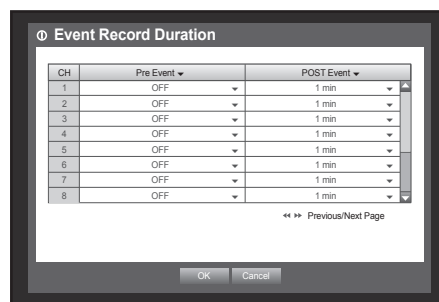 Event Record Duration
CH Pre Event POST Event
1 OFF 1 min
2 OFF 1 min
3 OFF 1 min
4 OFF 1 min
5 OFF 1 min
6 OFF 1 min
7 OFF 1 min
8 OFF 1 min
Previous/Next Page
OK Cancel